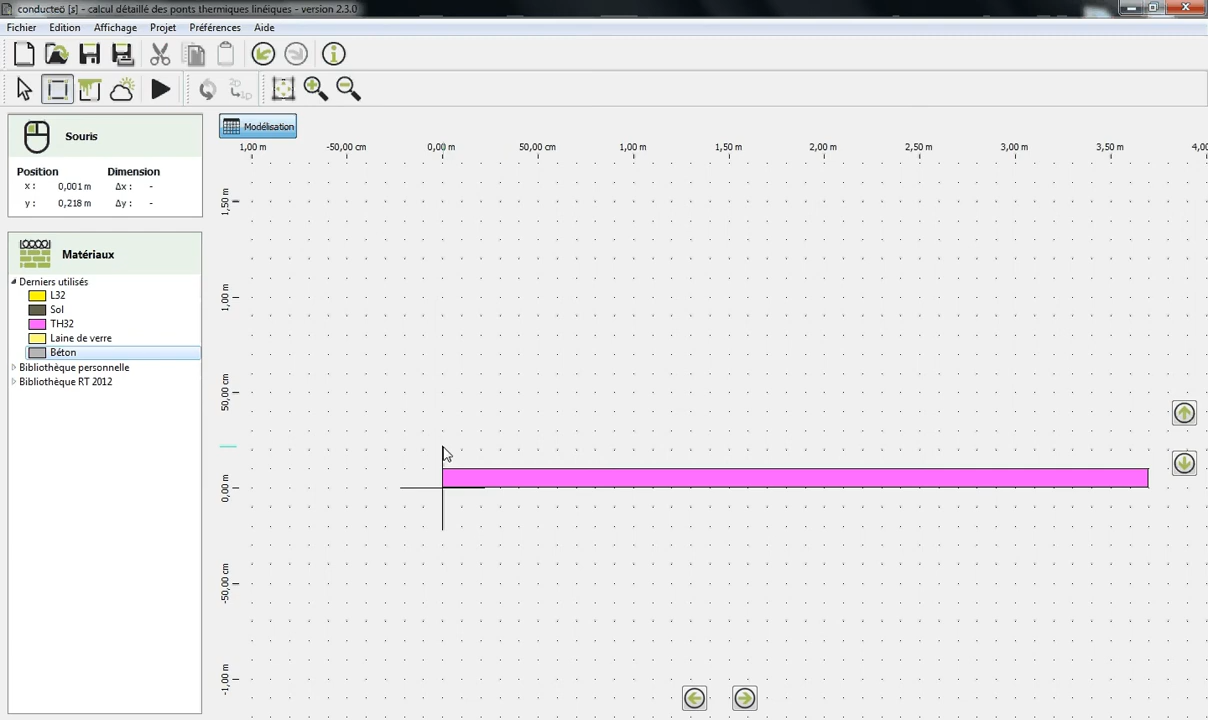 conducteö [s] - calcul détaillé des ponts thermiques linéiques - version 2.3.0
Fichier Edition Affichage Projet Préférences Aide
Souris
Position Dimension
x : 0,001 m Δx : -
y : 0,218 m Δy : -
Matériaux
Derniers utilisés
L32
Sol
TH32
Laine de verre
Béton
Bibliothèque personnelle
Bibliothèque RT 2012
Modélisation
1,00 m -50,00 cm 0,00 m 50,00 cm 1,00 m 1,50 m 2,00 m 2,50 m 3,00 m 3,50 m 4,00
1,50 m
1,00 m
50,00 cm
0,00 m
-50,00 cm
-1,00 m